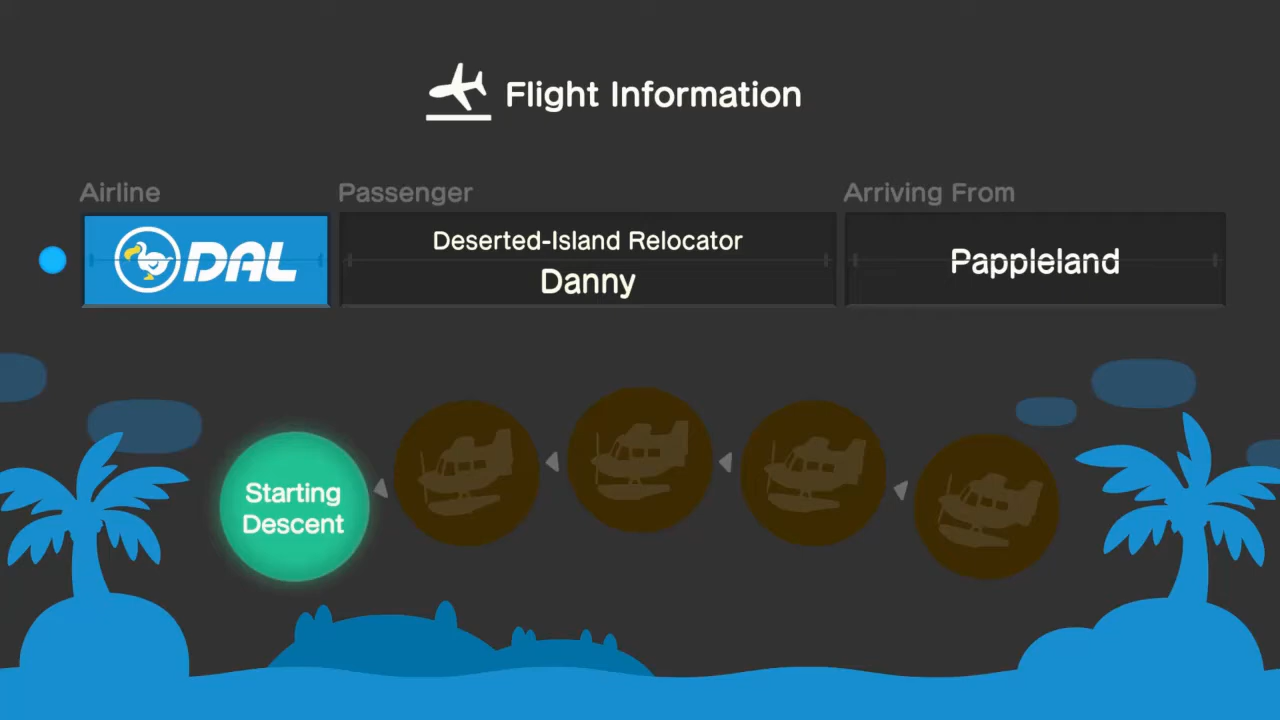 Flight Information
Airline
Passenger
Arriving From
DAL
Deserted-Island Relocator
Danny
Pappleland
Starting
Descent